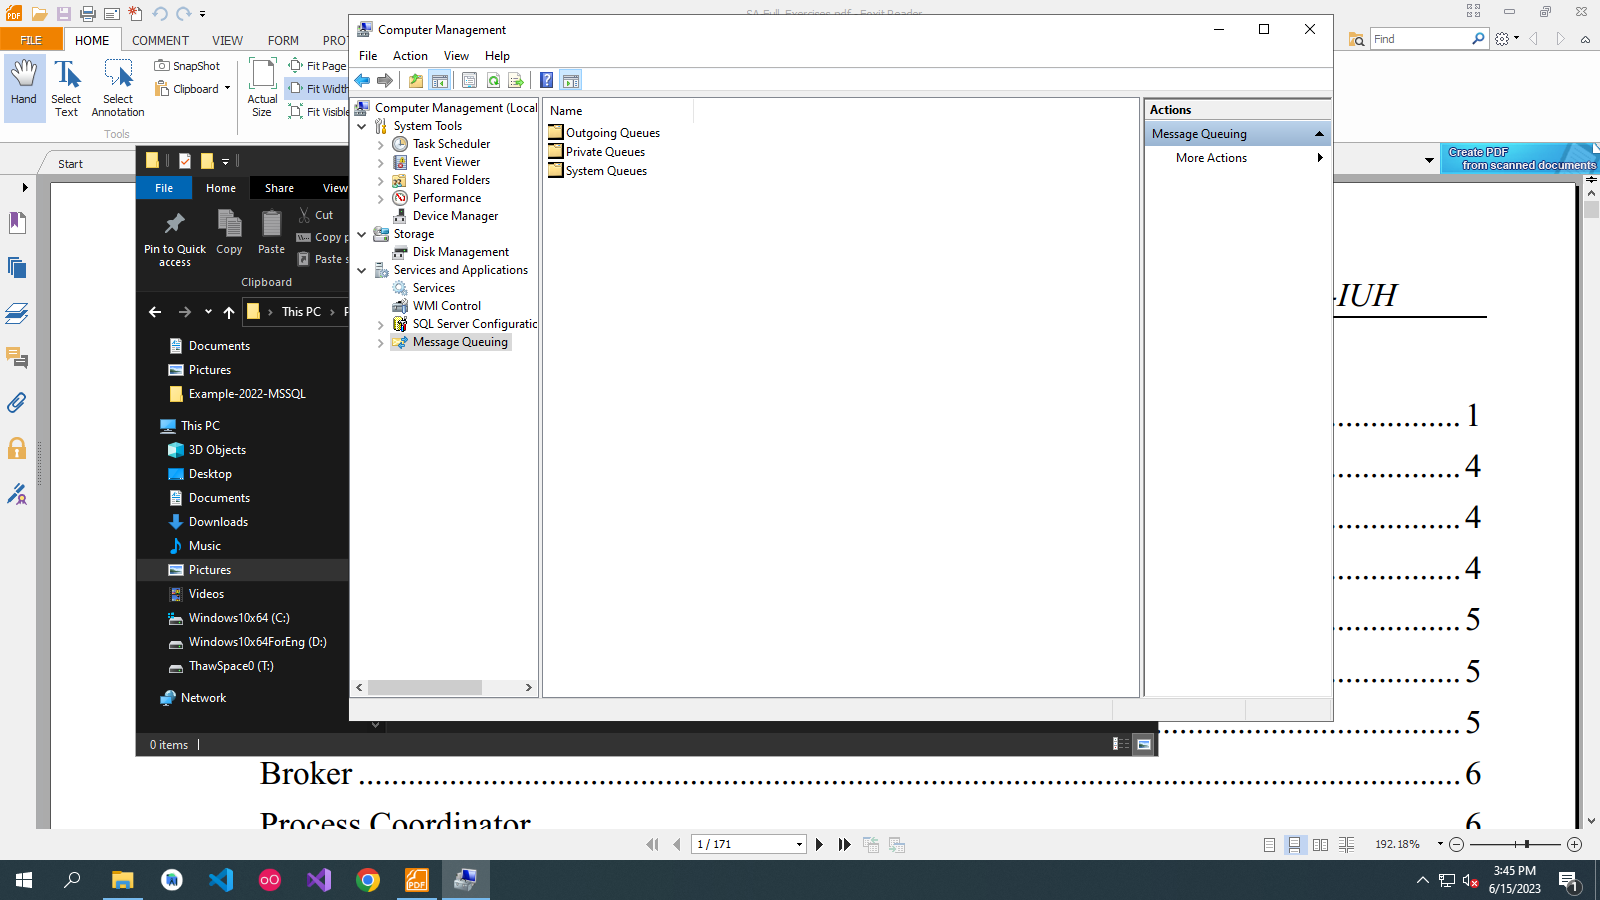 SA-Full-Exercises.pdf - Foxit Reader
FILE
HOME
COMMENT
VIEW
FORM
Hand
Select
Text
Select
Annotation
SnapShot
Clipboard
Tools
Actual
Size
Fit Page
Fit Width
Fit Visible
Find
Start
Create PDF
from scanned documents
-IUH
1
4
4
4
5
5
5
Broker 6
Process Coordinator 6
1 / 171
192.18%
File
Home
Share
View
Pin to Quick
access
Copy
Paste
Cut
Clipboard
This PC
Documents
Pictures
Example-2022-MSSQL
This PC
3D Objects
Desktop
Documents
Downloads
Music
Pictures
Videos
Windows10x64 (C:)
Windows10x64ForEng (D:)
ThawSpace0 (T:)
Network
0 items
Computer Management
File
Action
View
Help
Computer Management (Local
System Tools
Task Scheduler
Event Viewer
Shared Folders
Performance
Device Manager
Storage
Disk Management
Services and Applications
Services
WMI Control
SQL Server Configuratio
Message Queuing
Name
Outgoing Queues
Private Queues
System Queues
Actions
Message Queuing
More Actions
3:45 PM
6/15/2023
1